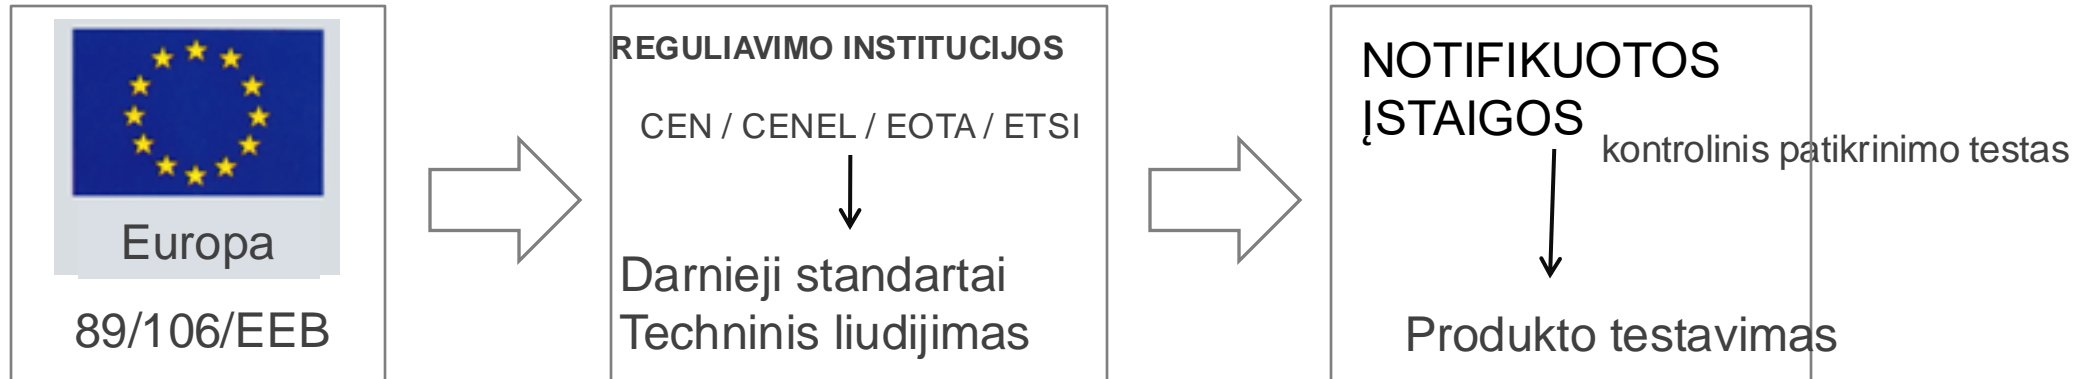 Europa
89/106/EEB
REGULIAVIMO INSTITUCIJOS
CEN / CENEL / EOTA / ETSI
Darnieji standartai
Techninis liudijimas
NOTIFIKUOTOS
ĮSTAIGOS
kontrolinis patikrinimo testas
Produkto testavimas